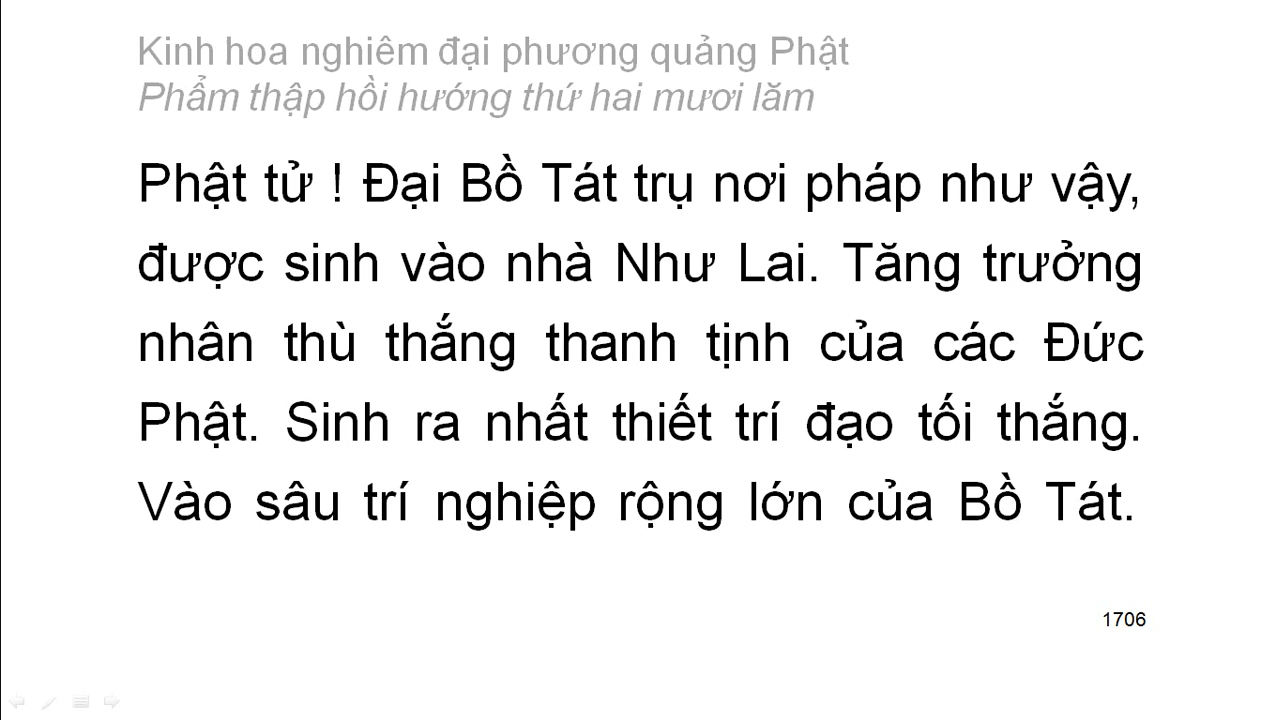 Kinh hoa nghiêm đại phương quảng Phật
Phẩm thập hồi hướng thứ hai mươi lăm
Phật tử ! Đại Bồ Tát trụ nơi pháp như vậy,
được sinh vào nhà Như Lai. Tăng trưởng
nhân thù thắng thanh tịnh của các Đức
Phật. Sinh ra nhất thiết trí đạo tối thắng.
Vào sâu trí nghiệp rộng lớn của Bồ Tát.
1706